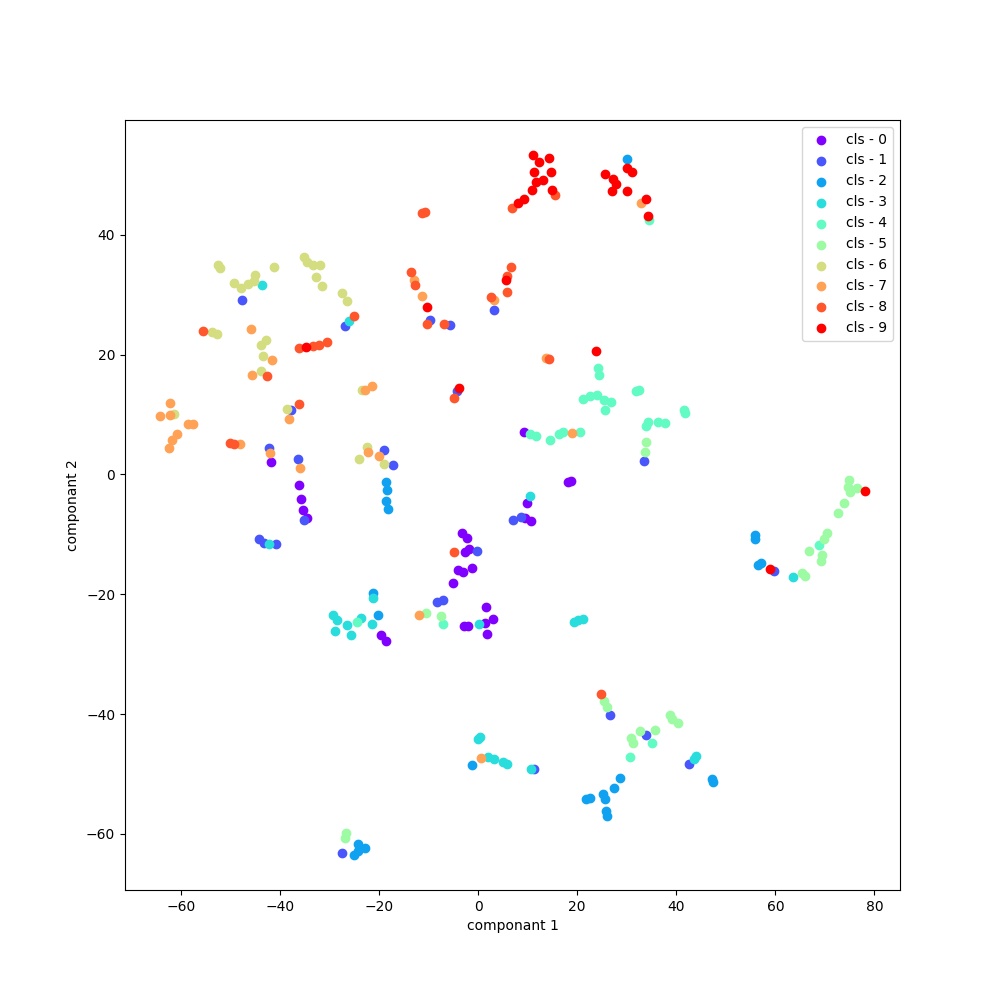 cls - 0
cls - 1
cls - 2
cls - 3
cls - 4
cls - 5
cls - 6
cls - 7
cls - 8
cls - 9
40
20
0
−20
−40
−60
componant 2
−60 −40 −20 0 20 40 60 80
componant 1